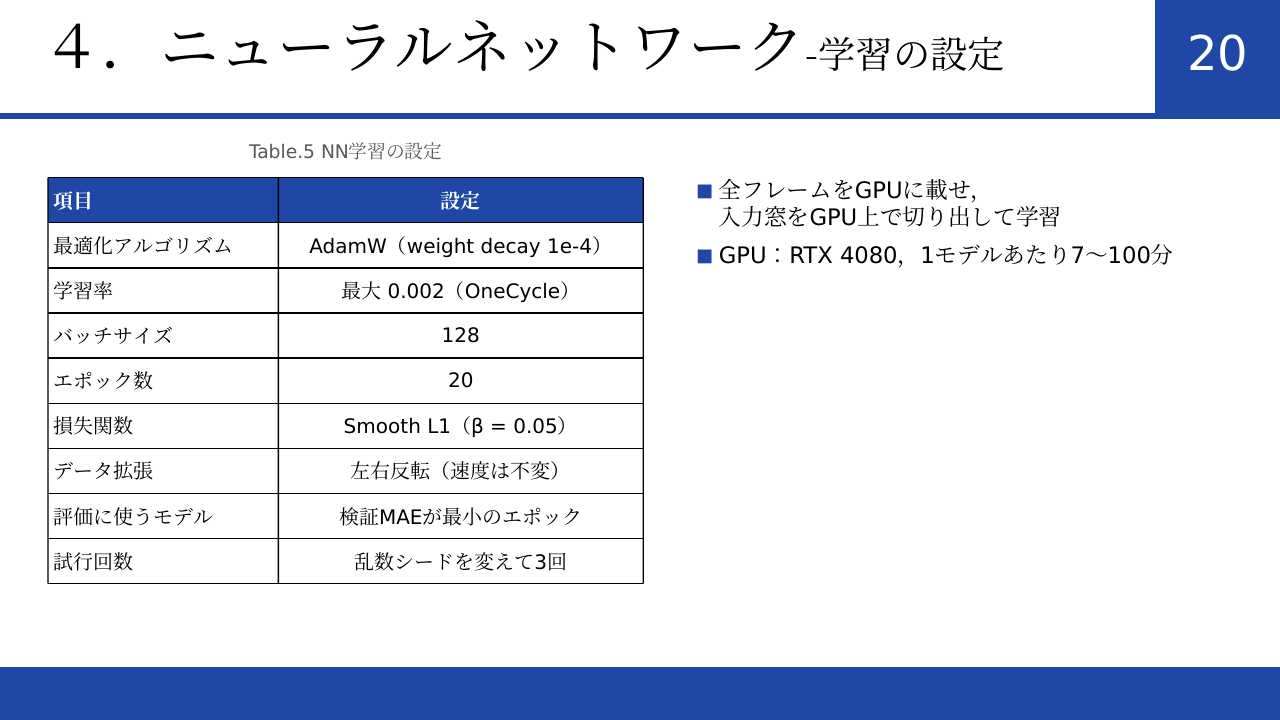 ４．ニューラルネットワーク-学習の設定
20
Table.5 NN学習の設定
項目 設定
最適化アルゴリズム AdamW（weight decay 1e-4）
学習率 最大 0.002（OneCycle）
バッチサイズ 128
エポック数 20
損失関数 Smooth L1（β = 0.05）
データ拡張 左右反転（速度は不変）
評価に使うモデル 検証MAEが最小のエポック
試行回数 乱数シードを変えて3回
全フレームをGPUに載せ，
入力窓をGPU上で切り出して学習
GPU：RTX 4080，1モデルあたり7～100分